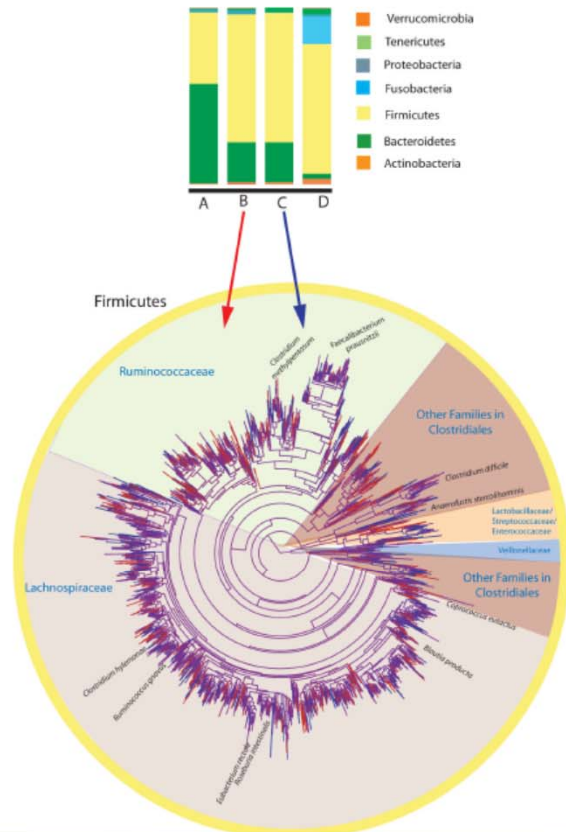 Verrucomicrobia
Tenericutes
Proteobacteria
Fusobacteria
Firmicutes
Bacteroidetes
Actinobacteria
A
B
C
D
Firmicutes
Ruminococcaceae
Clostridium
methylpentosum
Faecalibacterium
prausnitzii
Other Families in
Clostridiales
Clostridium difficile
Anaerofustis stercorihominis
Lactobacillaceae/
Streptococcaceae/
Enterococcaceae
Veillonellaceae
Other Families in
Clostridiales
Coprococcus eutactus
Lachnospiraceae
Blautia producta
Clostridium hylemonae
Ruminococcus gnavus
Eubacterium rectale
Roseburia intestinalis